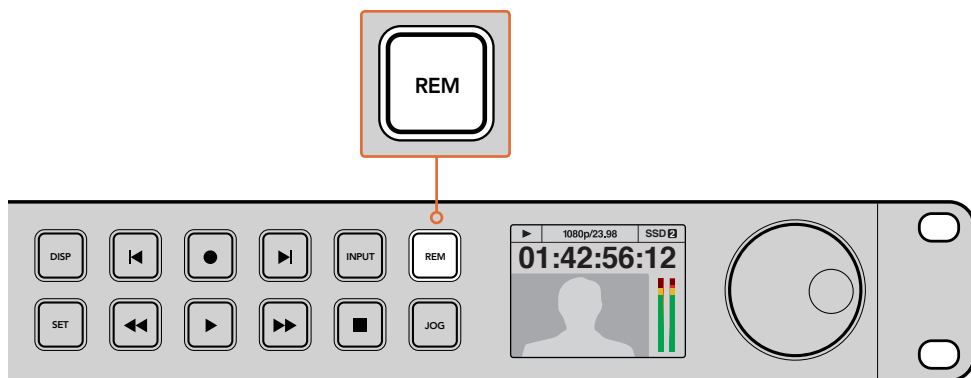 REM
DISP
INPUT
REM
1080p/23.98
SSD 2
01:42:56:12
SET
JOG